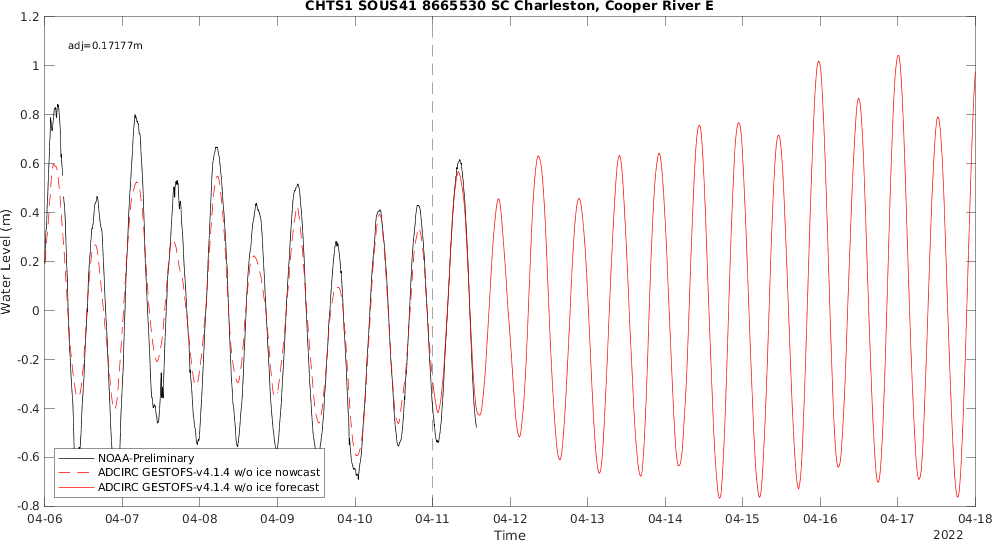 CHTS1 SOUS41 8665530 SC Charleston, Cooper River E
adj=0.17177m
Water Level (m)
1.2
1
0.8
0.6
0.4
0.2
0
-0.2
-0.4
-0.6
-0.8
NOAA-Preliminary
ADCIRC GESTOFS-v4.1.4 w/o ice nowcast
ADCIRC GESTOFS-v4.1.4 w/o ice forecast
04-06 04-07 04-08 04-09 04-10 04-11 04-12 04-13 04-14 04-15 04-16 04-17 04-18
Time
2022